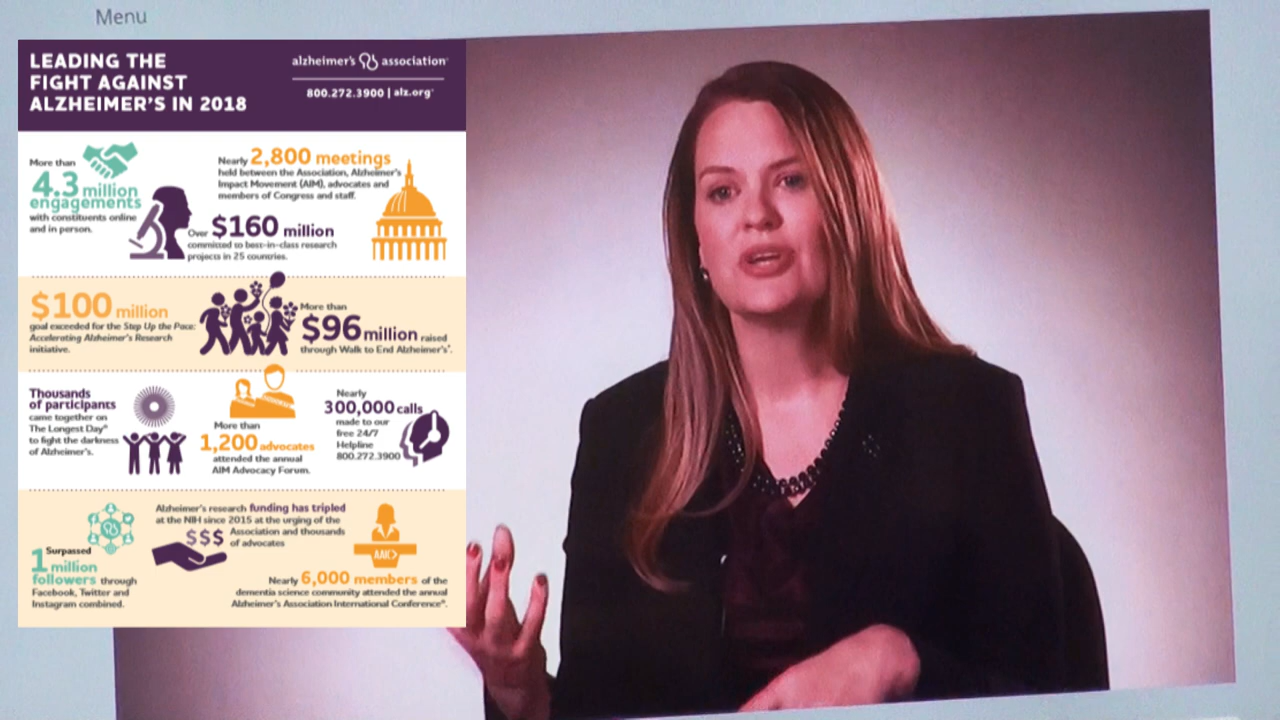 Menu
LEADING THE
FIGHT AGAINST
ALZHEIMER'S IN 2018
alzheimer's association®
800.272.3900 | alz.org®
More than
4.3 million
engagements
with constituents online
and in person.
Nearly 2,800 meetings
held between the Association, Alzheimer's
Impact Movement (AIM), advocates and
members of Congress and staff.
Over $160 million
committed to best-in-class research
projects in 25 countries.
$100 million
goal exceeded for the Step Up the Pace:
Accelerating Alzheimer's Research
initiative.
More than
$96 million raised
through Walk to End Alzheimer's®.
Thousands
of participants
came together on
The Longest Day®
to fight the darkness
of Alzheimer's.
More than
1,200 advocates
attended the annual
AIM Advocacy Forum.
Nearly
300,000 calls
made to our
free 24/7
Helpline
800.272.3900
Surpassed
1 million
followers through
Facebook, Twitter and
Instagram combined.
Alzheimer's research funding has tripled
at the NIH since 2015 at the urging of the
Association and thousands
of advocates
$$$
AAIC>
Nearly 6,000 members of the
dementia science community attended the annual
Alzheimer's Association International Conference®.